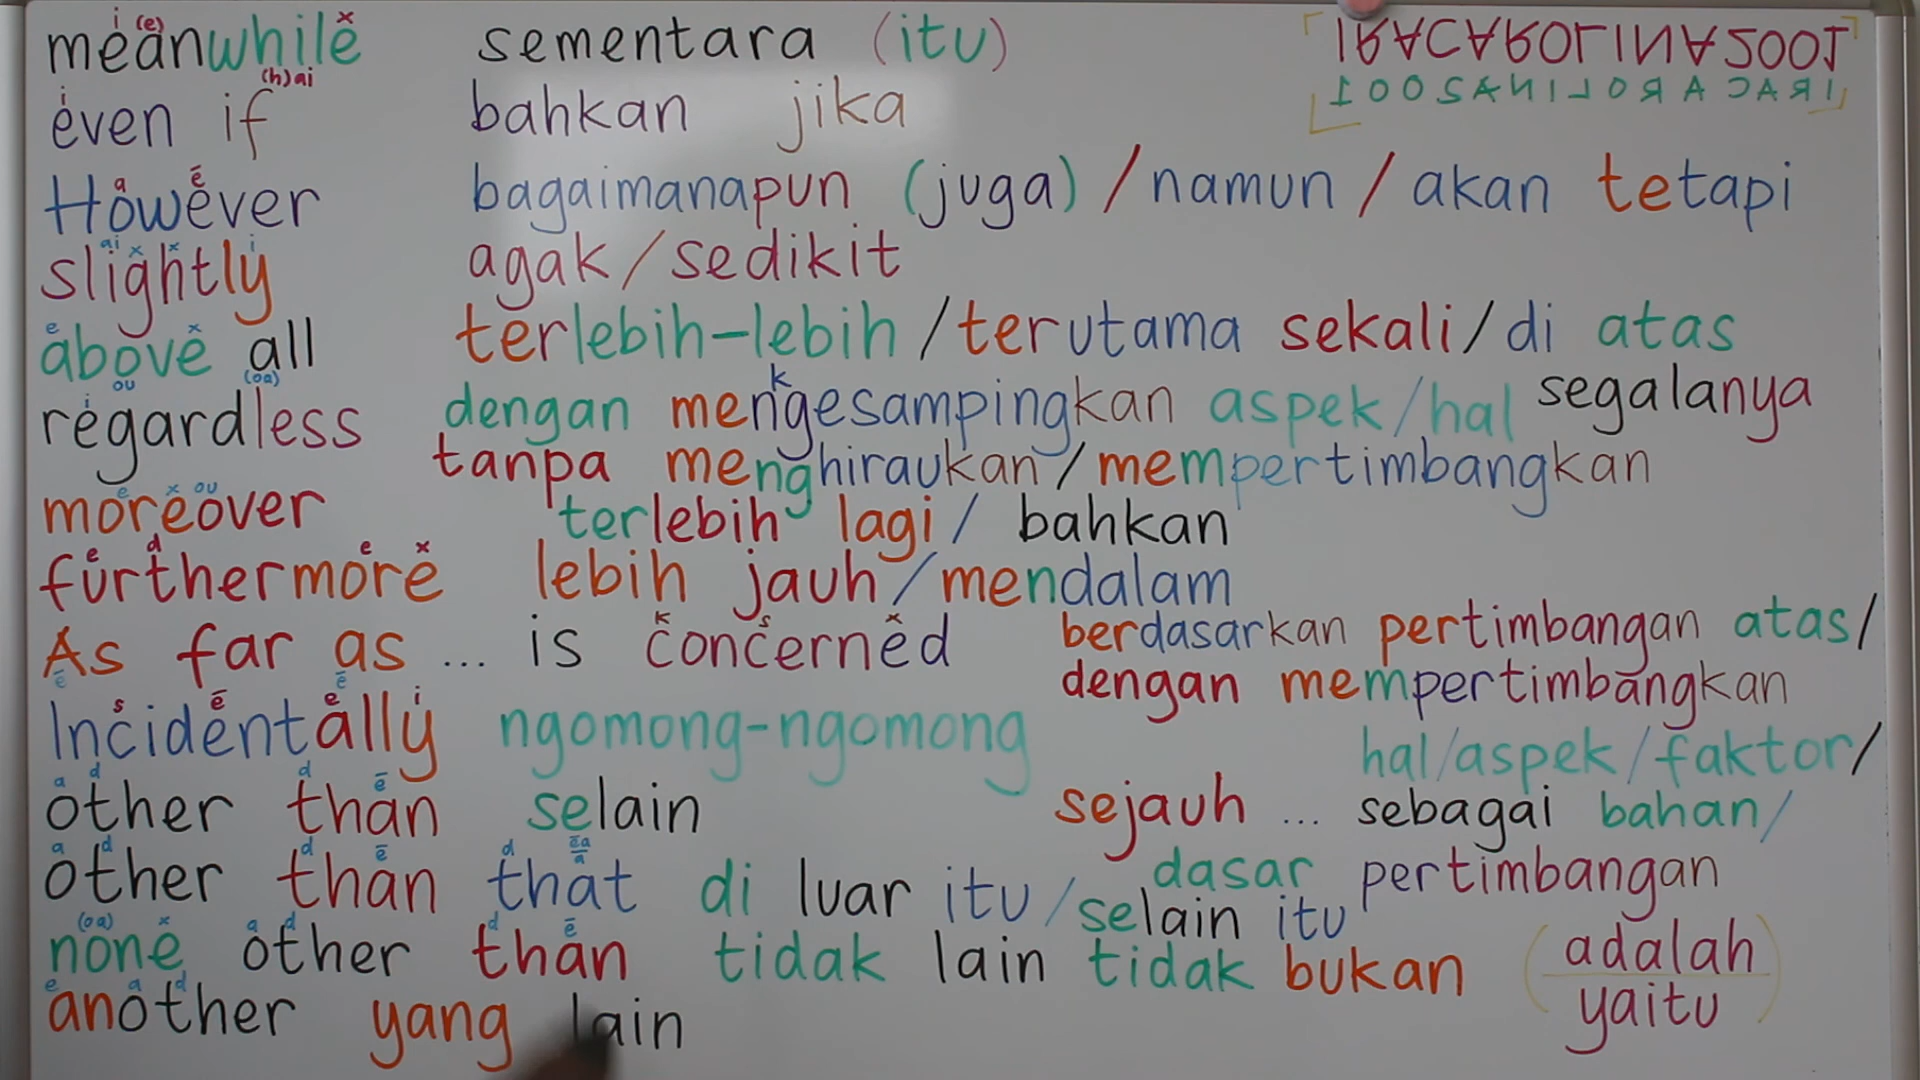 meanwhile sementara (itu)
even if bahkan jika
However bagaimanapun (juga) / namun / akan tetapi
slightly agak / sedikit
above all terlebih-lebih / terutama sekali / di atas segalanya
regardless dengan mengesampingkan aspek / hal
tanpa menghiraukan / mempertimbangkan
moreover terlebih lagi / bahkan
furthermore lebih jauh / mendalam
As far as ... is concerned berdasarkan pertimbangan atas /
dengan mempertimbangkan
hal / aspek / faktor /
sejauh ... sebagai bahan /
dasar pertimbangan
Incidentally ngomong-ngomong
other than selain
other than that di luar itu / selain itu
none other than tidak lain tidak bukan (adalah
yaitu)
another yang lain